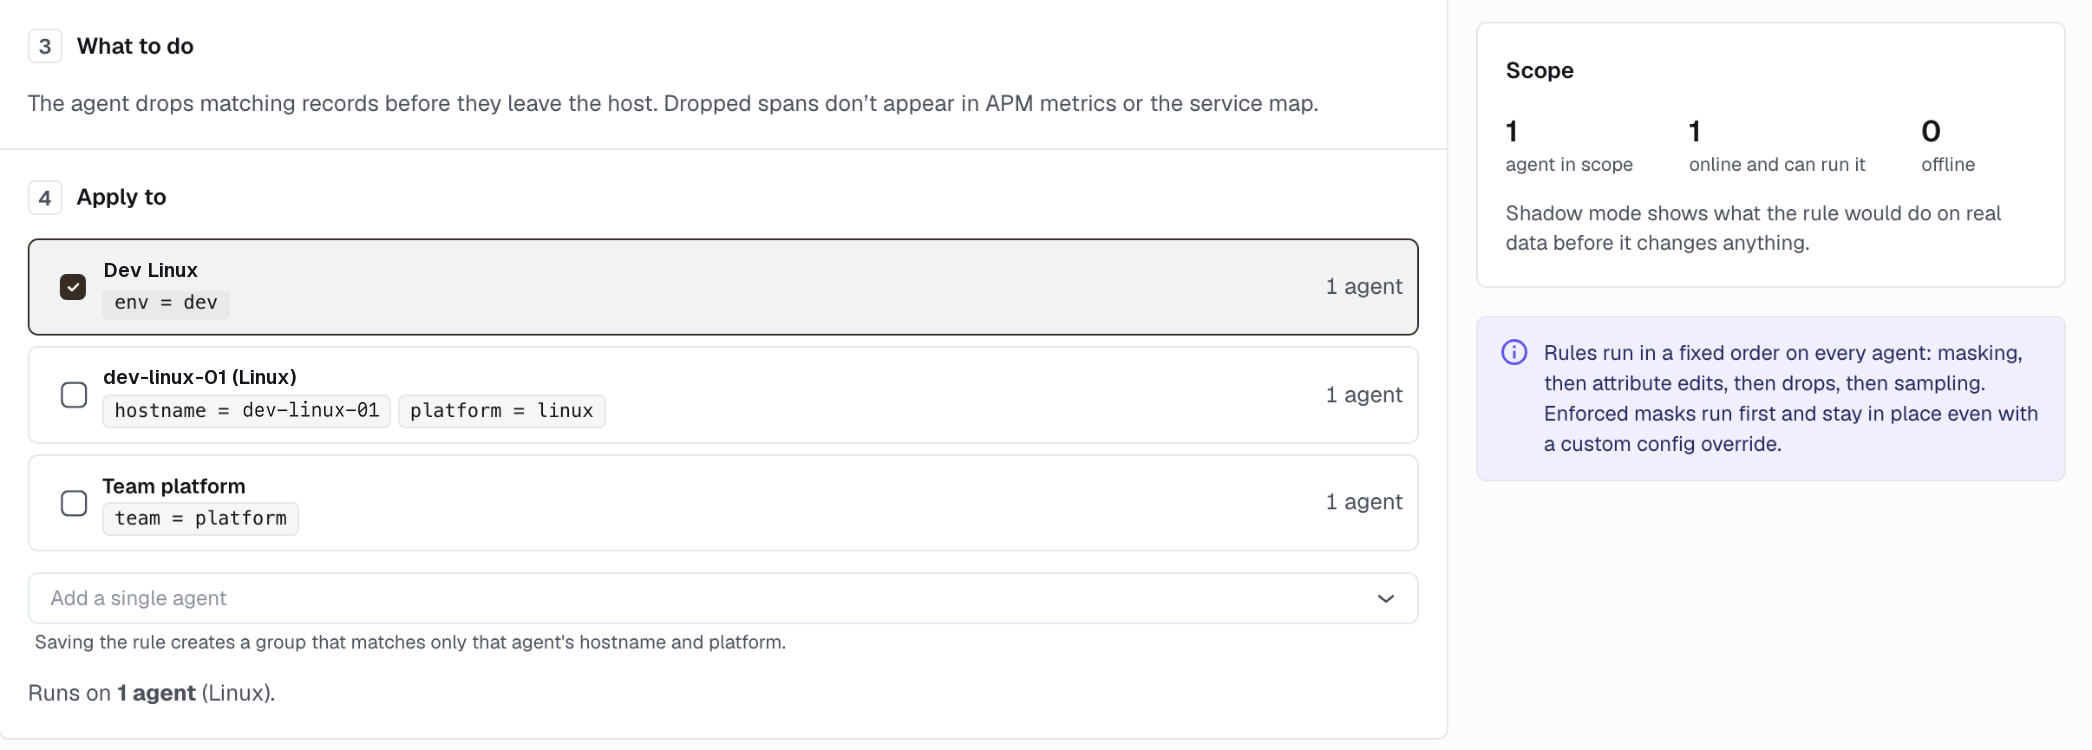 3 What to do
The agent drops matching records before they leave the host. Dropped spans don’t appear in APM metrics or the service map.
4 Apply to
Dev Linux
env = dev
1 agent
dev-linux-01 (Linux)
hostname = dev-linux-01 platform = linux
1 agent
Team platform
team = platform
1 agent
Add a single agent
Saving the rule creates a group that matches only that agent's hostname and platform.
Runs on 1 agent (Linux).
Scope
1 1 0
agent in scope online and can run it offline
Shadow mode shows what the rule would do on real
data before it changes anything.
Rules run in a fixed order on every agent: masking,
then attribute edits, then drops, then sampling.
Enforced masks run first and stay in place even with
a custom config override.